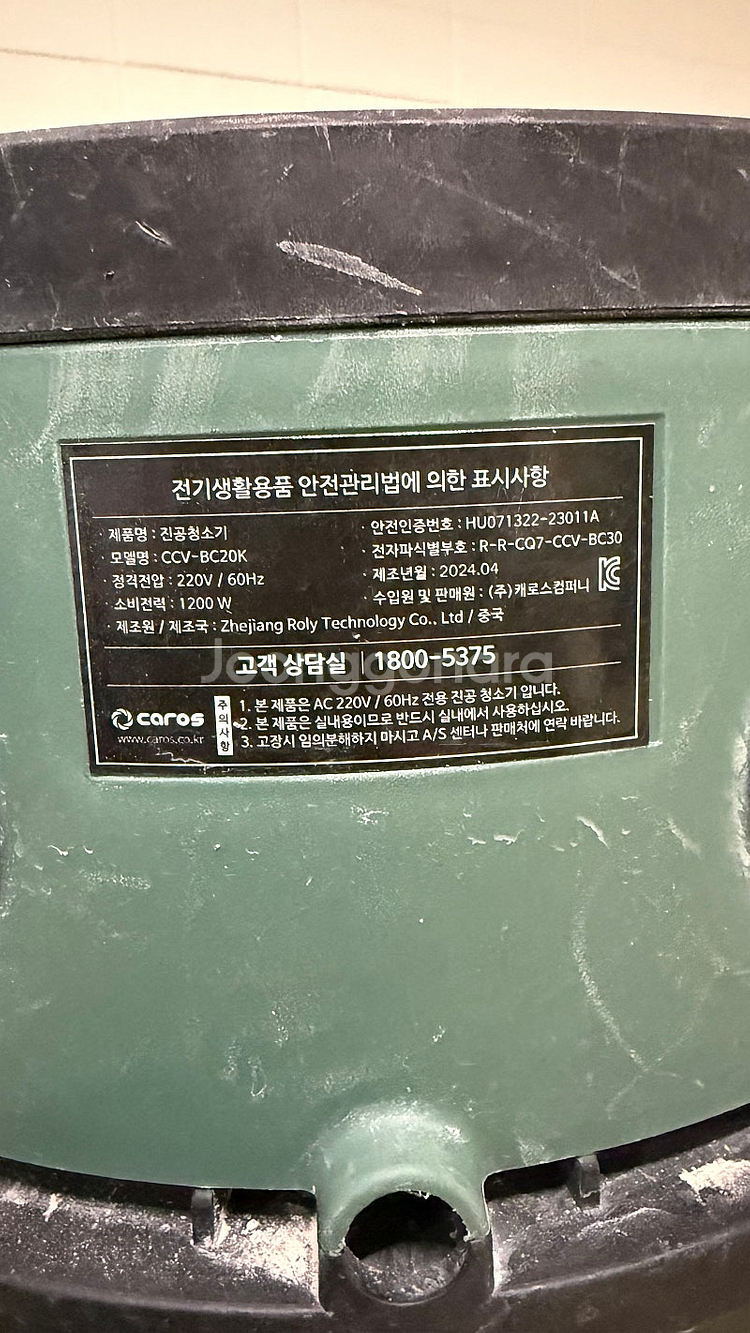 전기생활용품 안전관리법에 의한 표시사항
· 제품명 : 진공청소기
· 모델명 : CCV-BC20K
· 정격전압 : 220V / 60Hz
· 소비전력 : 1200 W
· 안전인증번호 : HU071322-23011A
· 전자파식별부호 : R-R-CQ7-CCV-BC30
· 제조년월 : 2024.04
· 수입원 및 판매원 : (주)캐로스컴퍼니
· 제조원 / 제조국 : Zhejiang Roly Technology Co., Ltd / 중국
고객 상담실 1800-5375
Joonggonara
caros
www.caros.co.kr
주의사항
1. 본 제품은 AC 220V / 60Hz 전용 진공 청소기 입니다.
2. 본 제품은 실내용이므로 반드시 실내에서 사용하십시오.
3. 고장시 임의분해하지 마시고 A/S 센터나 판매처에 연락 바랍니다.